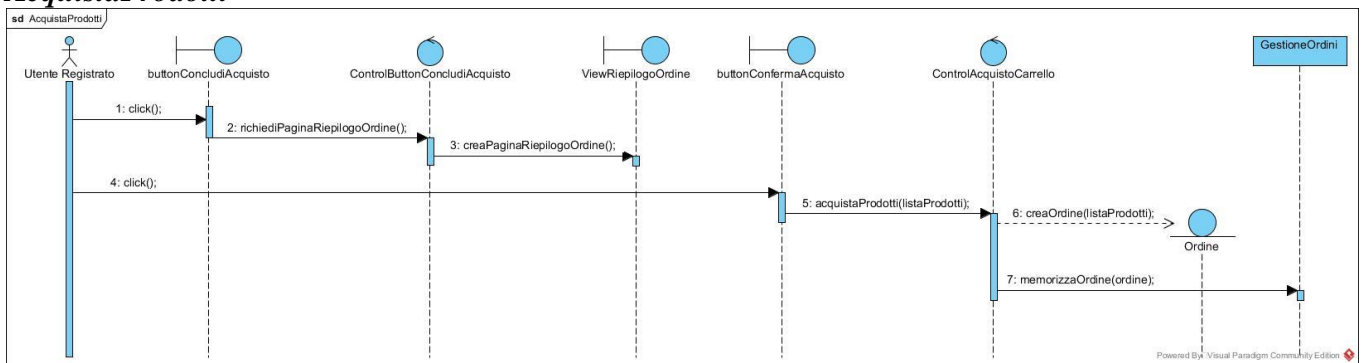 sd AcquistaProdotti
Utente Registrato
buttonConcludiAcquisto
ControlButtonConcludiAcquisto
ViewRiepilogoOrdine
buttonConfermaAcquisto
ControlAcquistoCarrello
GestioneOrdini
1: click();
2: richiediPaginaRiepilogoOrdine();
3: creaPaginaRiepilogoOrdine();
4: click();
5: acquistaProdotti(listaProdotti);
6: creaOrdine(listaProdotti);
Ordine
7: memorizzaOrdine(ordine);
Powered By Visual Paradigm Community Edition